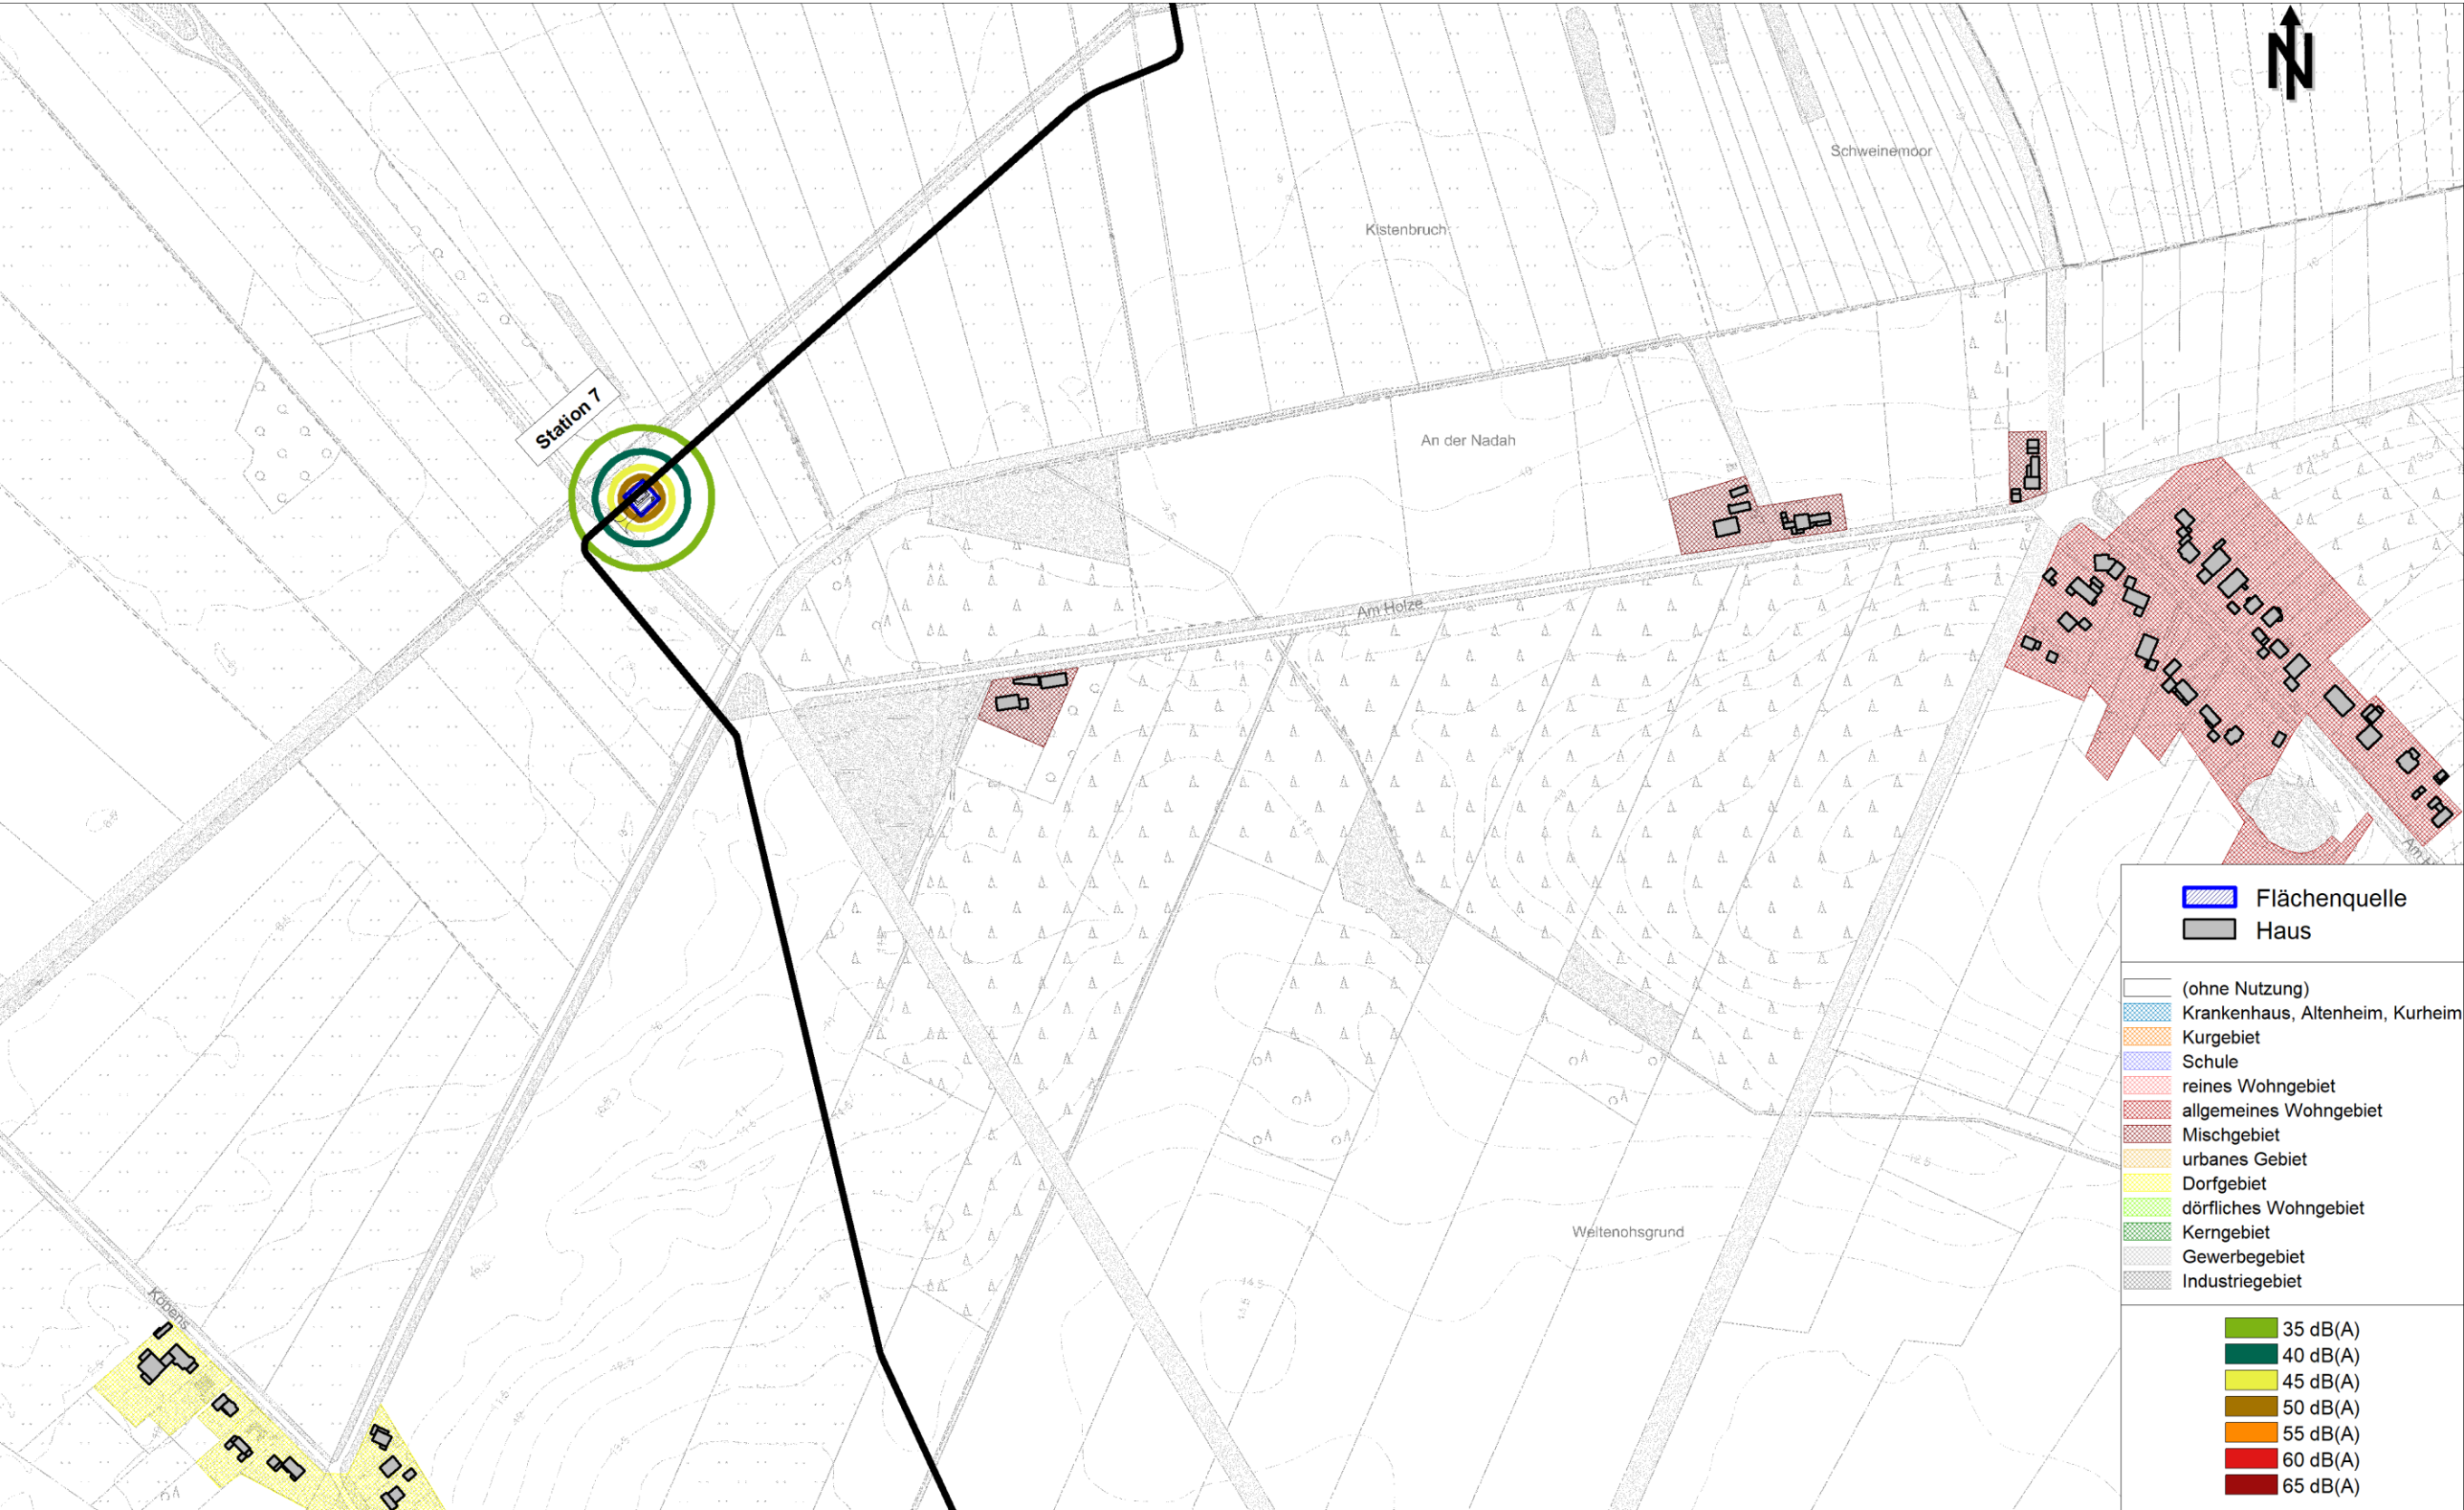 N
Schweinemoor
Kistenbruch
Station 7
An der Nadah
Am Holze
Weltenohsgrund
Köbens
Flächenquelle
Haus
(ohne Nutzung)
Krankenhaus, Altenheim, Kurheim
Kurgebiet
Schule
reines Wohngebiet
allgemeines Wohngebiet
Mischgebiet
urbanes Gebiet
Dorfgebiet
dörfliches Wohngebiet
Kerngebiet
Gewerbegebiet
Industriegebiet
35 dB(A)
40 dB(A)
45 dB(A)
50 dB(A)
55 dB(A)
60 dB(A)
65 dB(A)